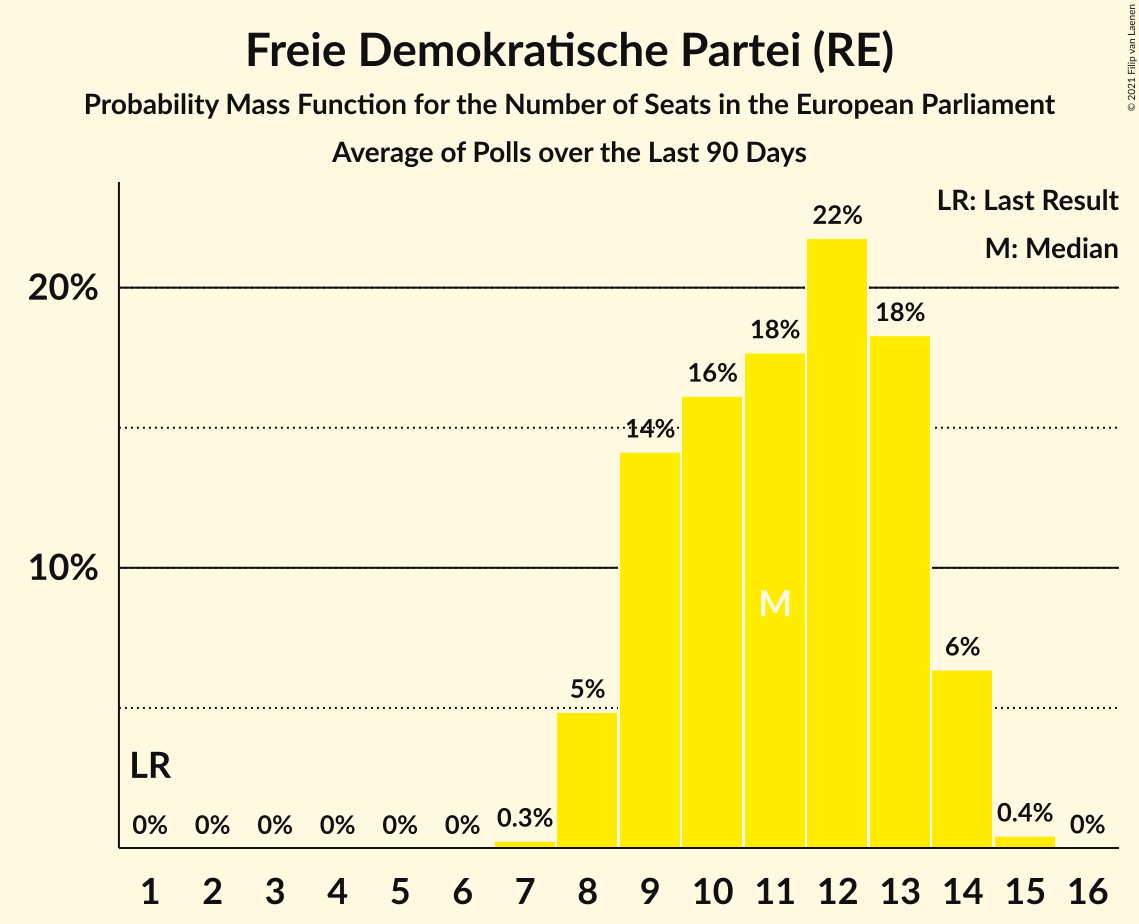 Freie Demokratische Partei (RE)
Probability Mass Function for the Number of Seats in the European Parliament
Average of Polls over the Last 90 Days
© 2021 Filip van Laenen
LR: Last Result
M: Median
22%
20%
18%
18%
16%
14%
10%
M
6%
5%
LR
0% 0% 0% 0% 0% 0% 0.3% 0.4% 0%
1 2 3 4 5 6 7 8 9 10 11 12 13 14 15 16